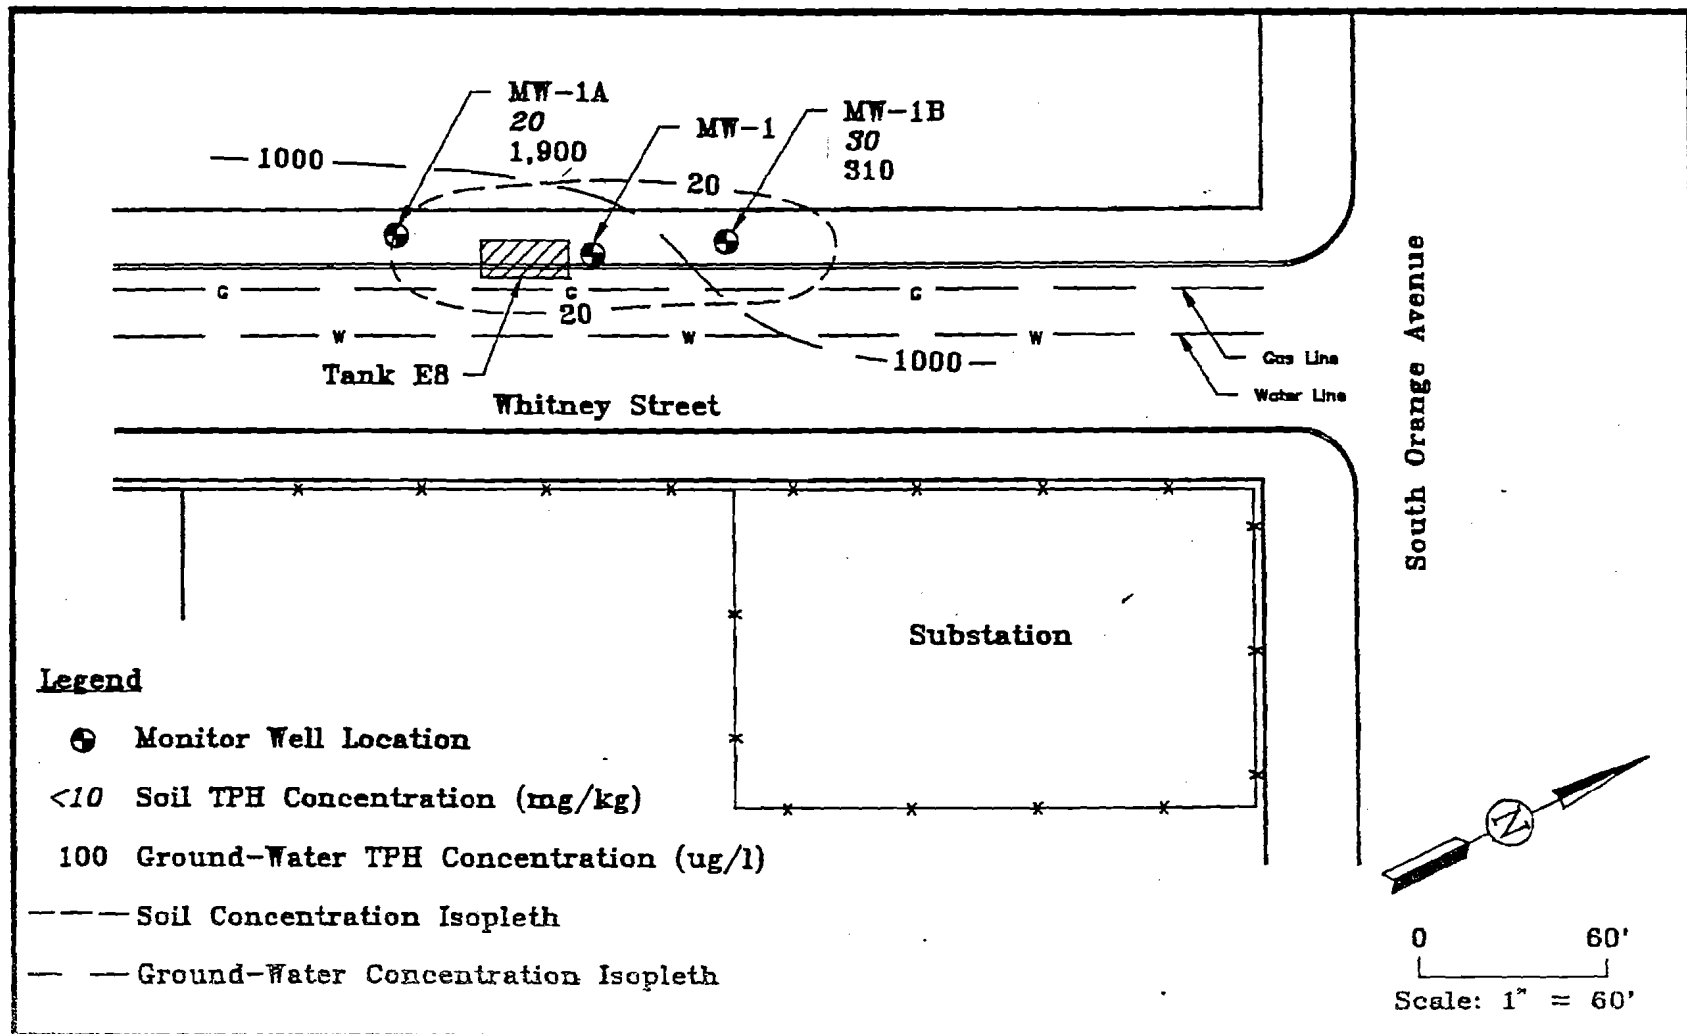 MW-1A
20
1,900
MW-1
MW-1B
30
310
1000
20
G G G
20
W W W
1000
Gas Line
Water Line
Tank E8
Whitney Street
South Orange Avenue
Substation
Legend
Monitor Well Location
<10 Soil TPH Concentration (mg/kg)
100 Ground-Water TPH Concentration (ug/l)
Soil Concentration Isopleth
Ground-Water Concentration Isopleth
N
0 60'
Scale: 1" = 60'